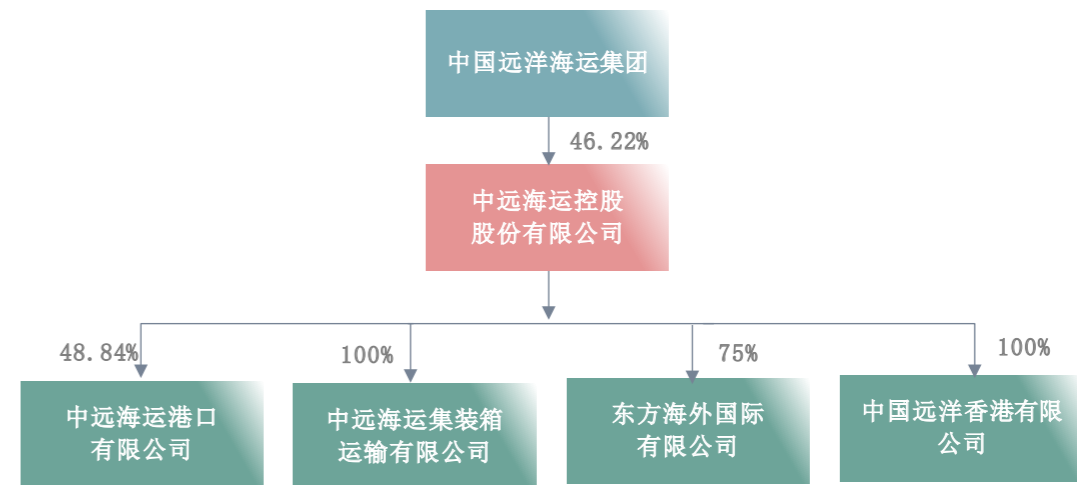 中国远洋海运集团
46.22%
中远海运控股
股份有限公司
48.84%
100%
75%
100%
中远海运港口
有限公司
中远海运集装箱
运输有限公司
东方海外国际
有限公司
中国远洋香港有限
公司